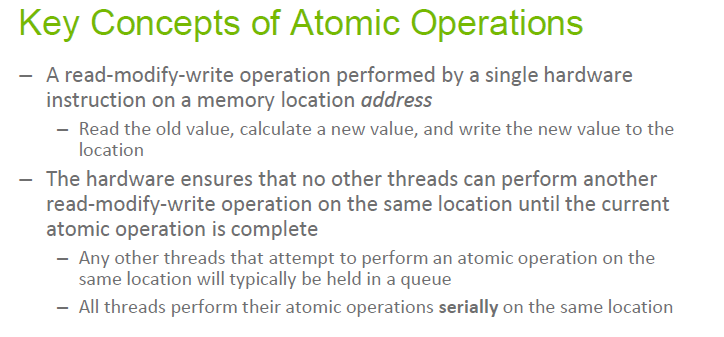 Key Concepts of Atomic Operations
– A read-modify-write operation performed by a single hardware
instruction on a memory location address
– Read the old value, calculate a new value, and write the new value to the
location
– The hardware ensures that no other threads can perform another
read-modify-write operation on the same location until the current
atomic operation is complete
– Any other threads that attempt to perform an atomic operation on the
same location will typically be held in a queue
– All threads perform their atomic operations serially on the same location